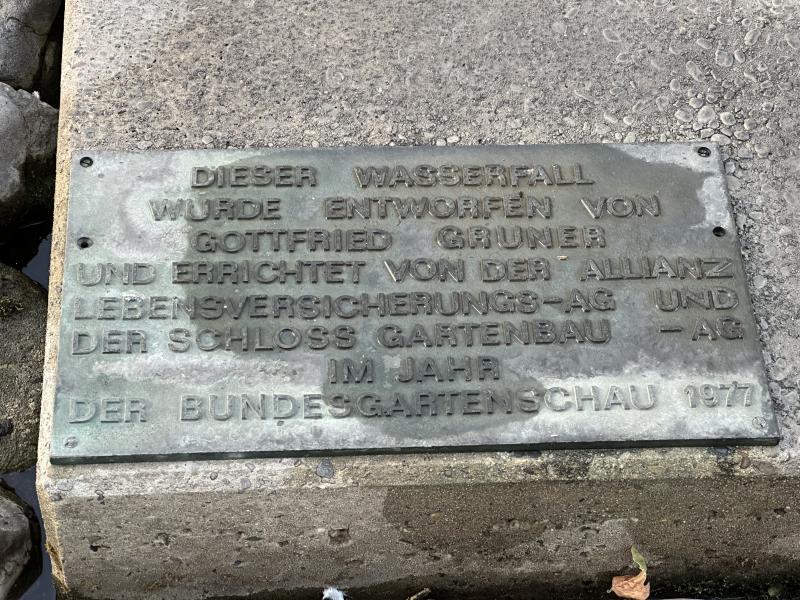 DIESER WASSERFALL
WURDE ENTWORFEN VON
GOTTFRIED GRUNER
UND ERRICHTET VON DER ALLIANZ
LEBENSVERSICHERUNGS-AG UND
DER SCHLOSS GARTENBAU -AG
IM JAHR
DER BUNDESGARTENSCHAU 1977